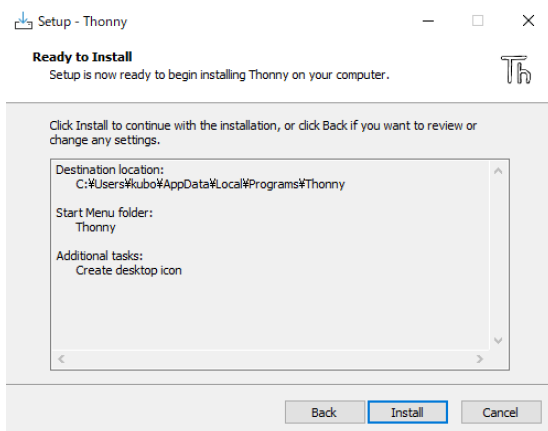 Setup - Thonny
Ready to Install
Setup is now ready to begin installing Thonny on your computer.
Th
Click Install to continue with the installation, or click Back if you want to review or
change any settings.
Destination location:
C:¥Users¥kubo¥AppData¥Local¥Programs¥Thonny
Start Menu folder:
Thonny
Additional tasks:
Create desktop icon
Back
Install
Cancel